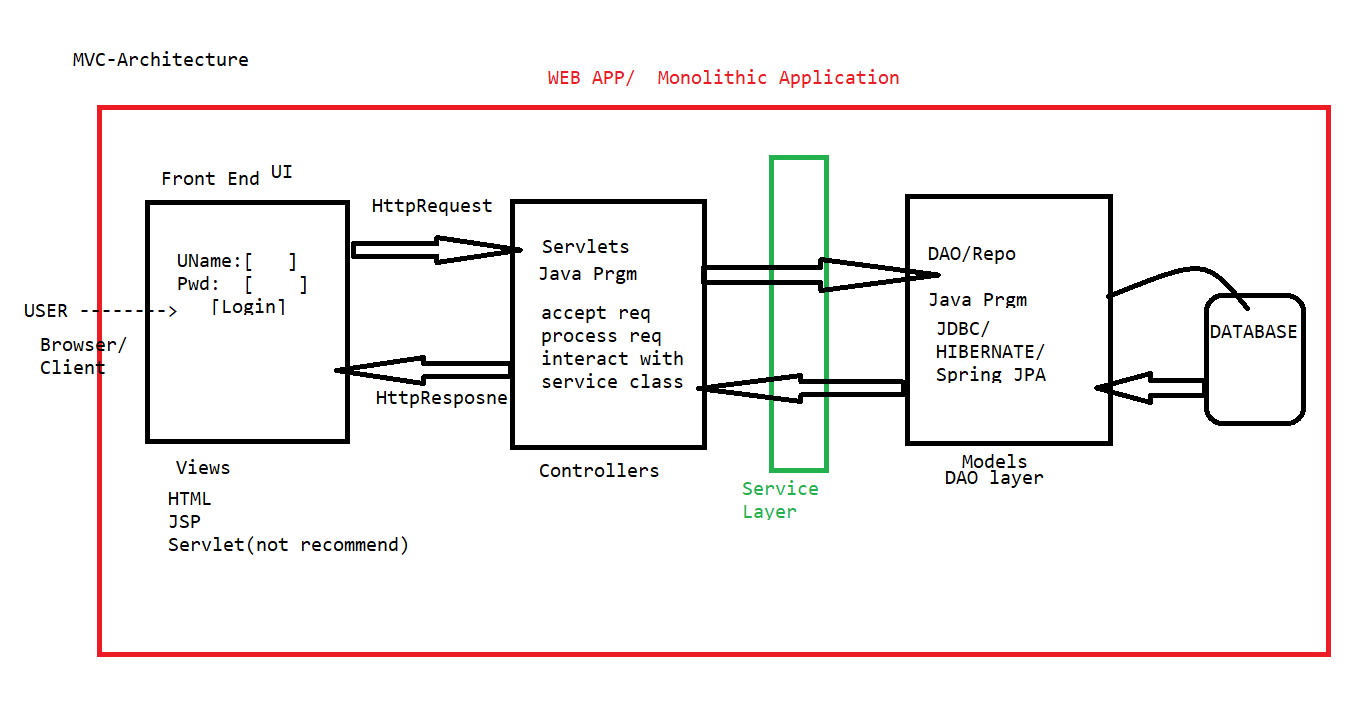 MVC-Architecture
WEB APP/  Monolithic Application
Front End
UI
UName:[   ]
Pwd:  [    ]
[Login]
USER -------->
Browser/
Client
Views
HTML
JSP
Servlet(not recommend)
HttpRequest
HttpResposne
Servlets
Java Prgm
accept req
process req
interact with
service class
Controllers
Service
Layer
DAO/Repo
Java Prgm
JDBC/
HIBERNATE/
Spring JPA
Models
DAO layer
DATABASE